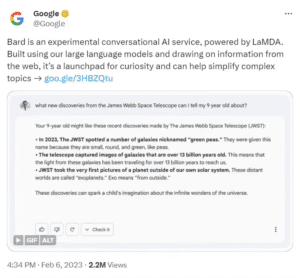 Google
@Google
Bard is an experimental conversational AI service, powered by LaMDA.
Built using our large language models and drawing on information from
the web, it's a launchpad for curiosity and can help simplify complex
topics → goo.gle/3HBZQtu
what new discoveries from the James Webb Space Telescope can I tell my 9 year old about?
Your 9-year old might like these recent discoveries made by The James Webb Space Telescope (JWST):
• In 2023, The JWST spotted a number of galaxies nicknamed "green peas." They were given this
name because they are small, round, and green, like peas.
• The telescope captured images of galaxies that are over 13 billion years old. This means that
the light from these galaxies has been traveling for over 13 billion years to reach us.
• JWST took the very first pictures of a planet outside of our own solar system. These distant
worlds are called "exoplanets." Exo means "from outside."
These discoveries can spark a child's imagination about the infinite wonders of the universe.
Check it
GIF ALT
4:34 PM · Feb 6, 2023 · 2.2M Views